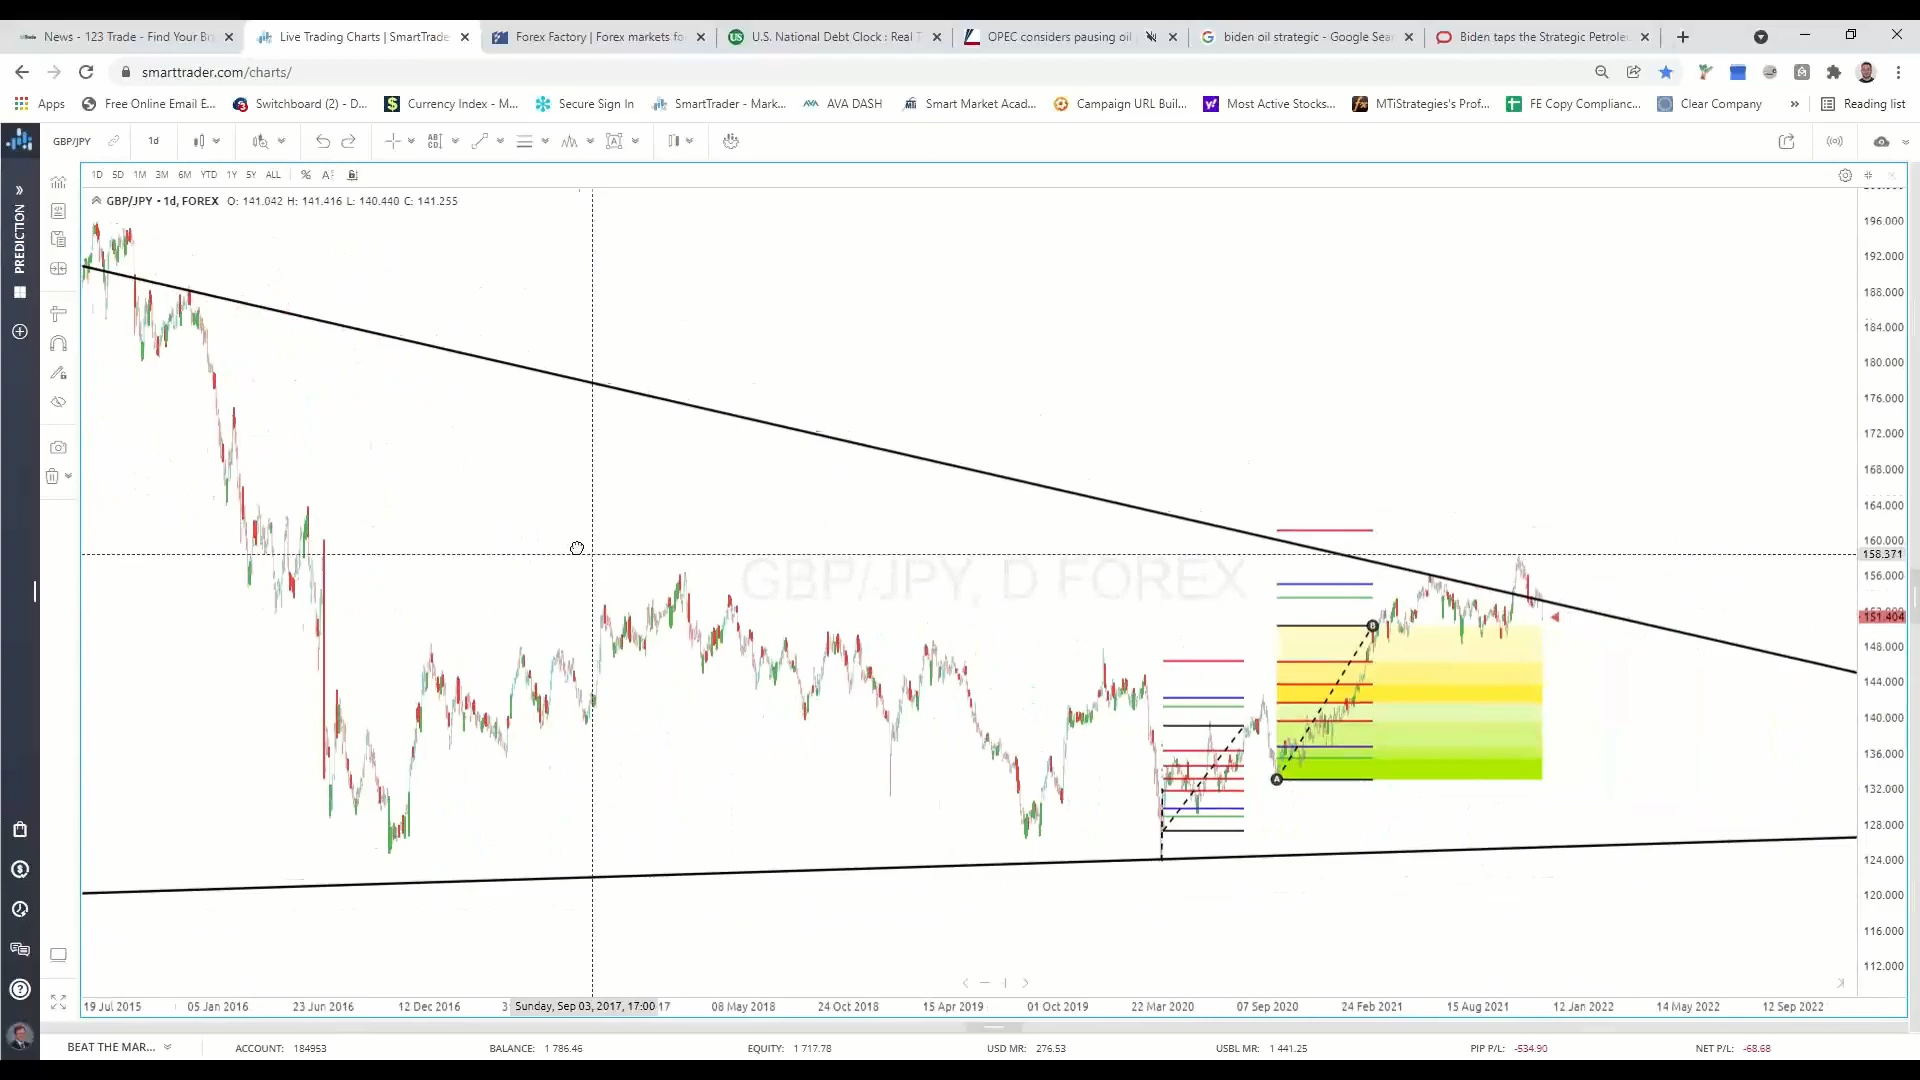 News - 123 Trade - Find Your Br
Live Trading Charts | SmartTrade
Forex Factory | Forex markets fo
U.S. National Debt Clock : Real T
OPEC considers pausing oil
biden oil strategic - Google Sea
Biden taps the Strategic Petrole
smarttrader.com/charts/
Apps
Free Online Email E...
Switchboard (2) - D...
Currency Index - M...
Secure Sign In
SmartTrader - Mark...
AVA DASH
Smart Market Acad...
Campaign URL Buil...
Most Active Stocks...
MTiStrategies's Prof...
FE Copy Complianc...
Clear Company
»
Reading list
GBP/JPY
1d
1D 5D 1M 3M 6M YTD 1Y 5Y ALL %
GBP/JPY - 1d, FOREX O: 141.042 H: 141.416 L: 140.440 C: 141.255
PREDICTION
196.000
192.000
188.000
184.000
180.000
176.000
172.000
168.000
164.000
160.000
158.371
156.000
151.404
148.000
144.000
140.000
136.000
132.000
128.000
124.000
120.000
116.000
112.000
GBP/JPY, D FOREX
B
A
19 Jul 2015
05 Jan 2016
23 Jun 2016
12 Dec 2016
Sunday, Sep 03, 2017, 17:00
17
08 May 2018
24 Oct 2018
15 Apr 2019
01 Oct 2019
22 Mar 2020
07 Sep 2020
24 Feb 2021
15 Aug 2021
12 Jan 2022
14 May 2022
12 Sep 2022
BEAT THE MAR...
ACCOUNT: 184953
BALANCE: 1 786.46
EQUITY: 1 717.78
USD MR: 276.53
USBL MR: 1 441.25
PIP P/L: -534.90
NET P/L: -68.68